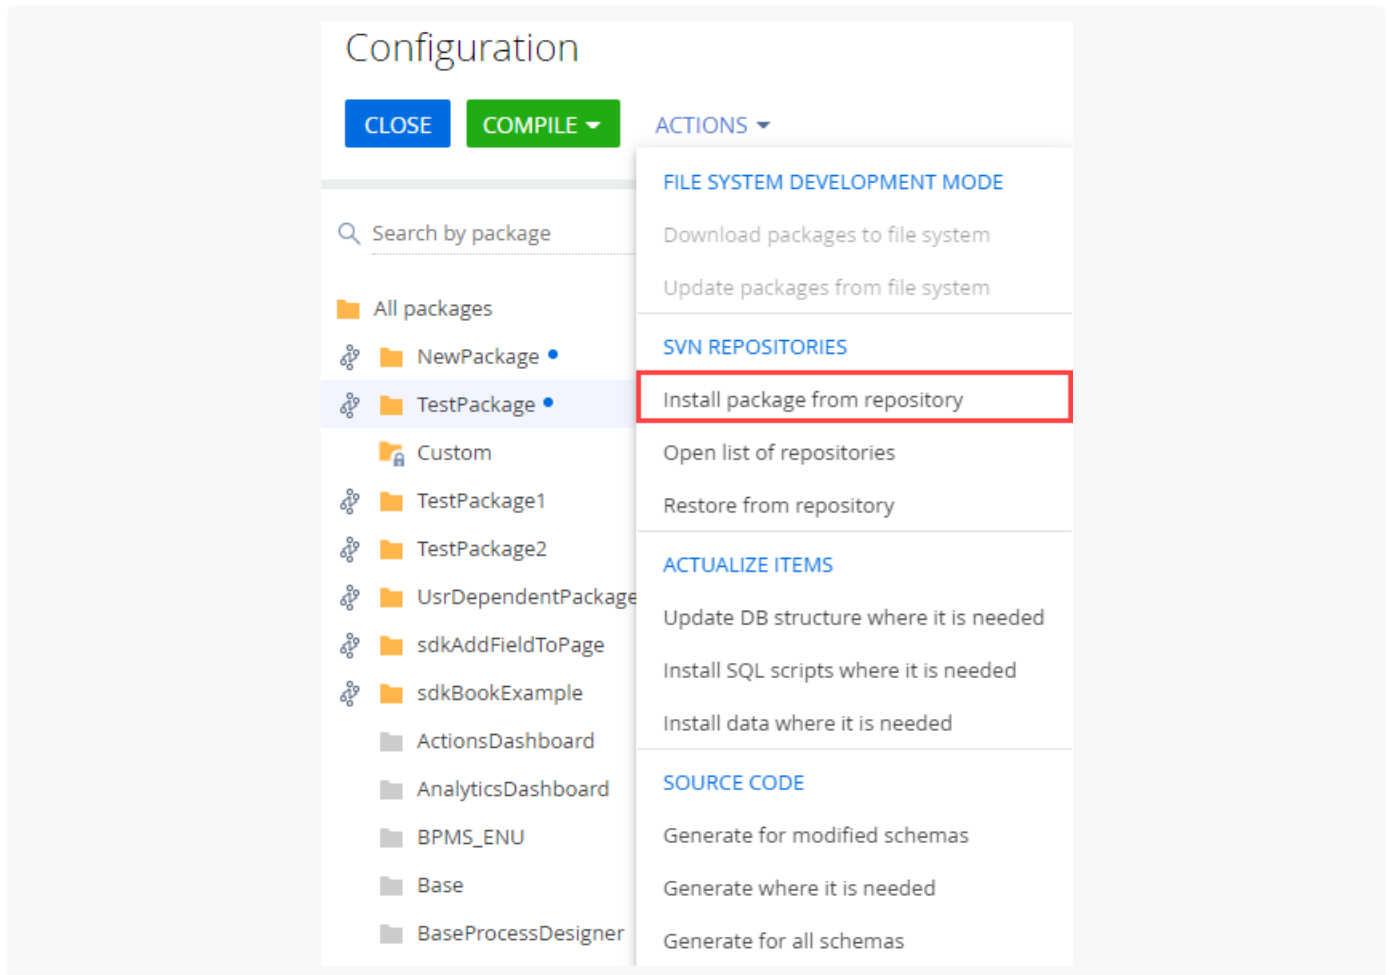 Configuration
CLOSE
COMPILE
ACTIONS
Search by package
All packages
NewPackage
TestPackage
Custom
TestPackage1
TestPackage2
UsrDependentPackage
sdkAddFieldToPage
sdkBookExample
ActionsDashboard
AnalyticsDashboard
BPMS_ENU
Base
BaseProcessDesigner
FILE SYSTEM DEVELOPMENT MODE
Download packages to file system
Update packages from file system
SVN REPOSITORIES
Install package from repository
Open list of repositories
Restore from repository
ACTUALIZE ITEMS
Update DB structure where it is needed
Install SQL scripts where it is needed
Install data where it is needed
SOURCE CODE
Generate for modified schemas
Generate where it is needed
Generate for all schemas